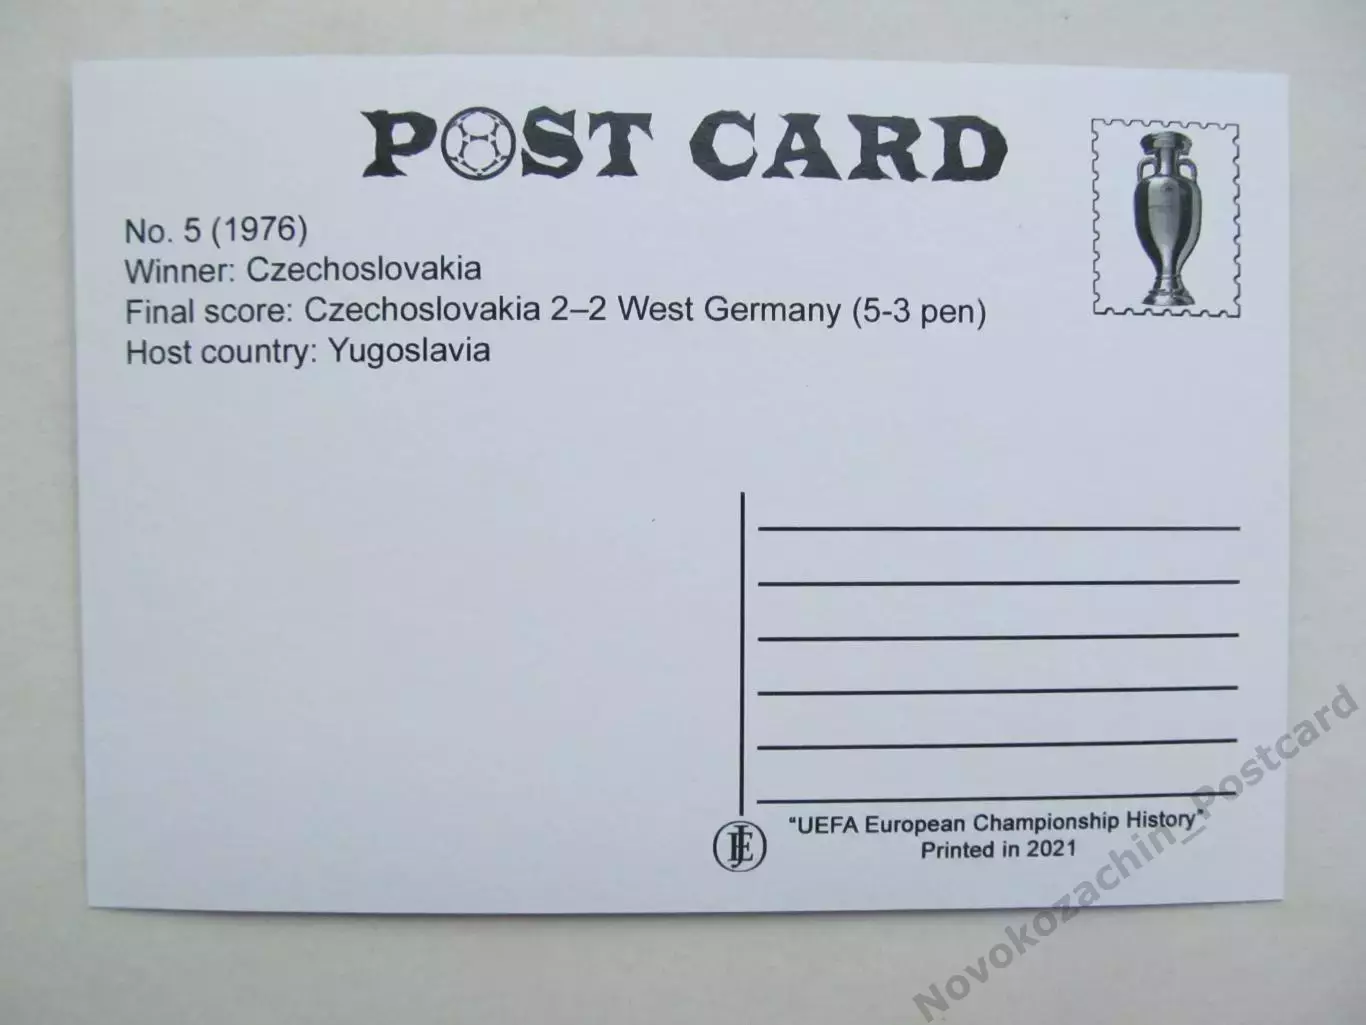 POST CARD
No. 5 (1976)
Winner: Czechoslovakia
Final score: Czechoslovakia 2–2 West Germany (5-3 pen)
Host country: Yugoslavia
"UEFA European Championship History"
Printed in 2021
Novokozachin_Postcard